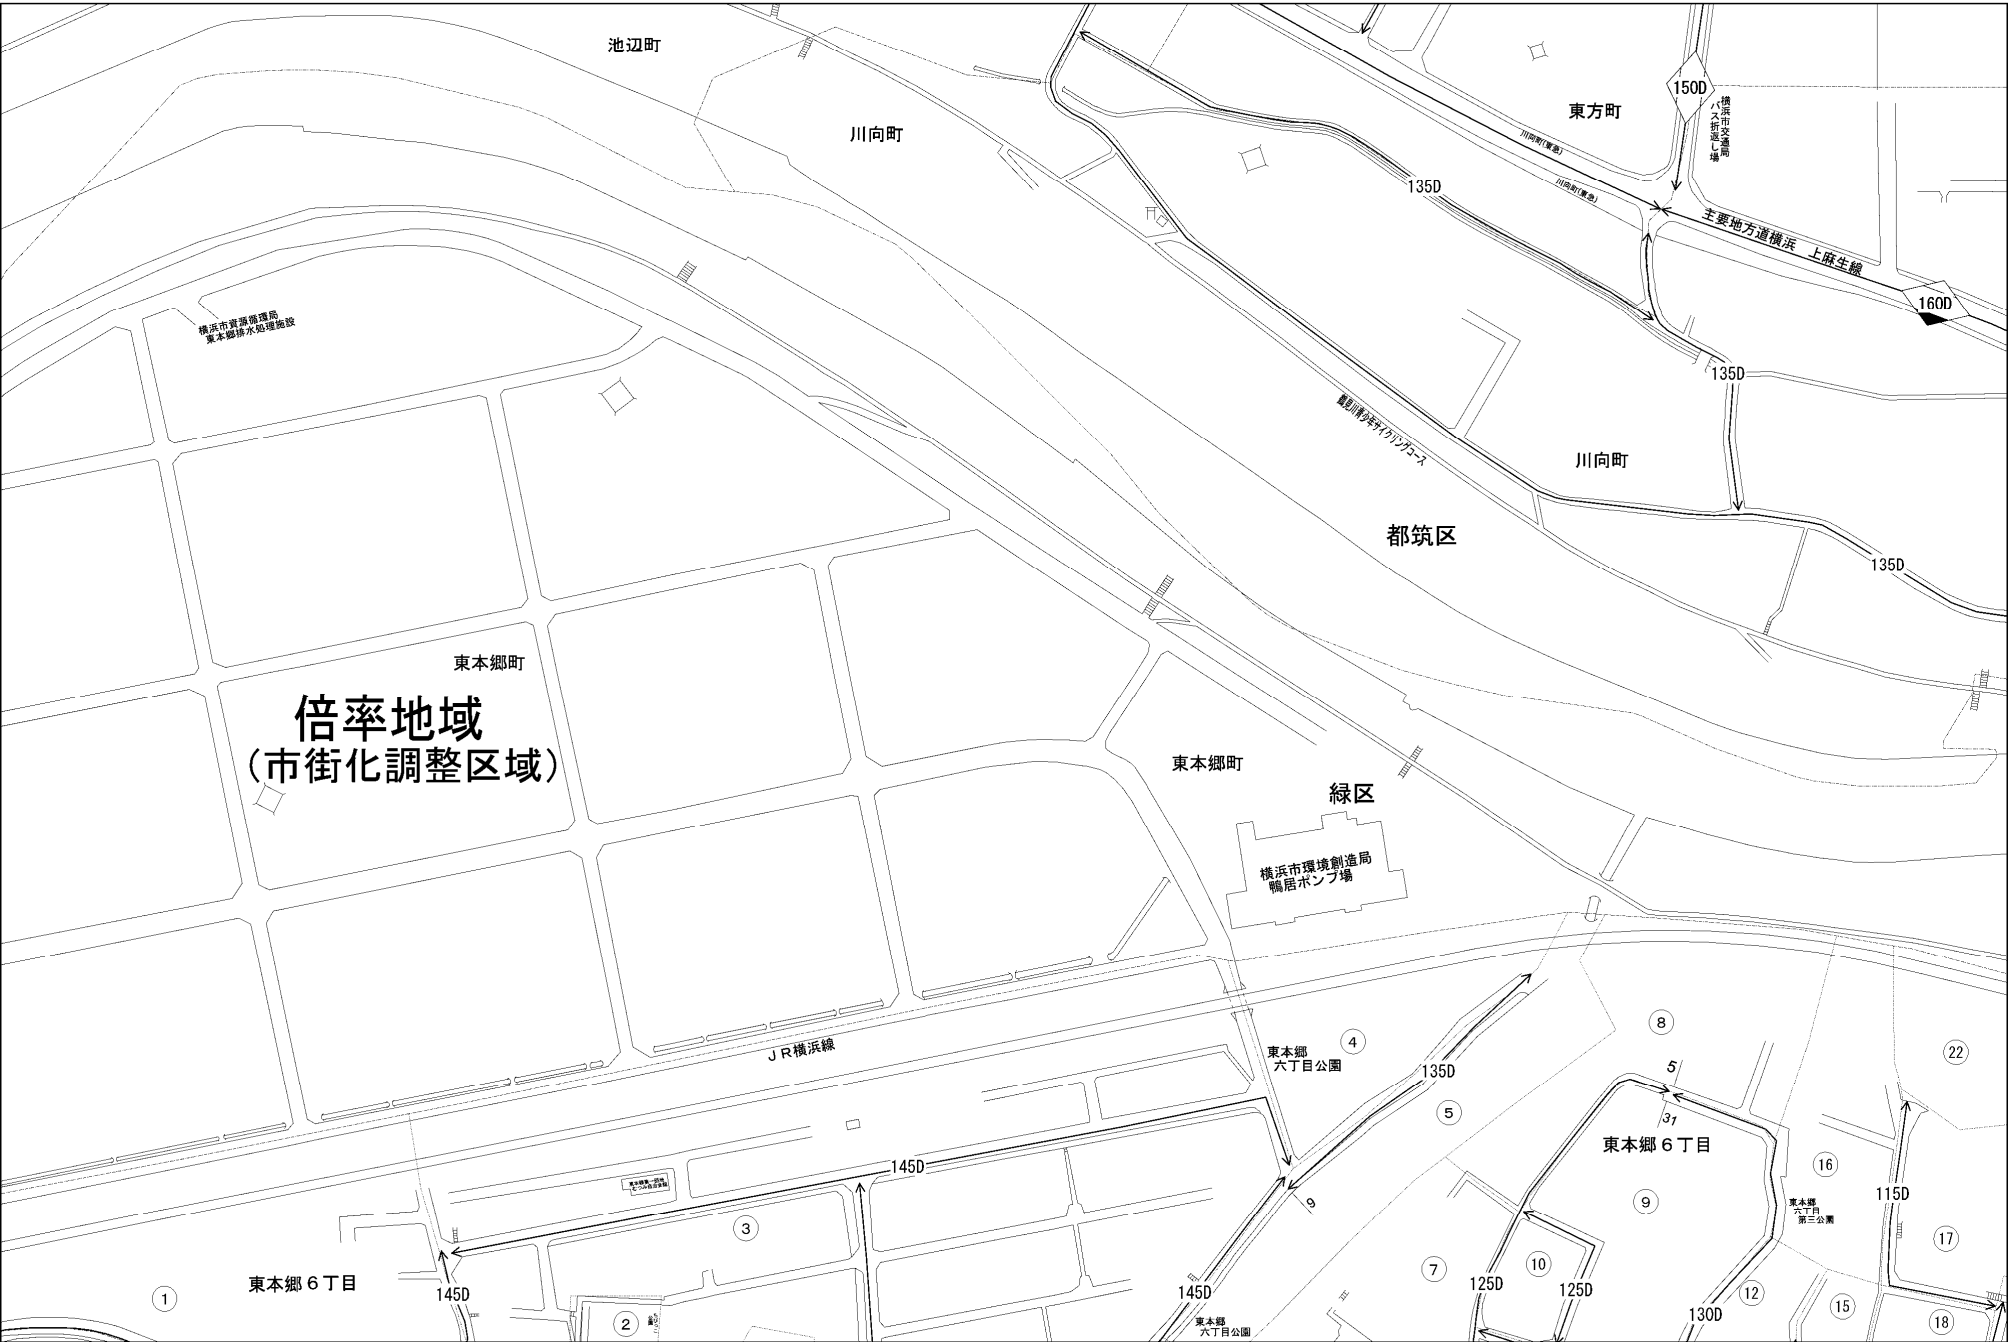 池辺町
川向町
東方町
150D
横浜市交通局
バス折返し場
川向町(東急)
川向町(東急)
135D
主要地方道横浜 上麻生線
160D
横浜市資源循環局
東本郷排水処理施設
135D
鶴見川青少年サイクリングコース
川向町
都筑区
135D
東本郷町
倍率地域
(市街化調整区域)
東本郷町
緑区
横浜市環境創造局
鴨居ポンプ場
JR横浜線
東本郷
六丁目公園
4
8
22
135D
5
5
31
東本郷6丁目
16
145D
9
3
9
115D
東本郷
六丁目
第三公園
17
東本郷6丁目
1
145D
145D
7
125D
10
125D
12
130D
15
18
2
東本郷
六丁目公園